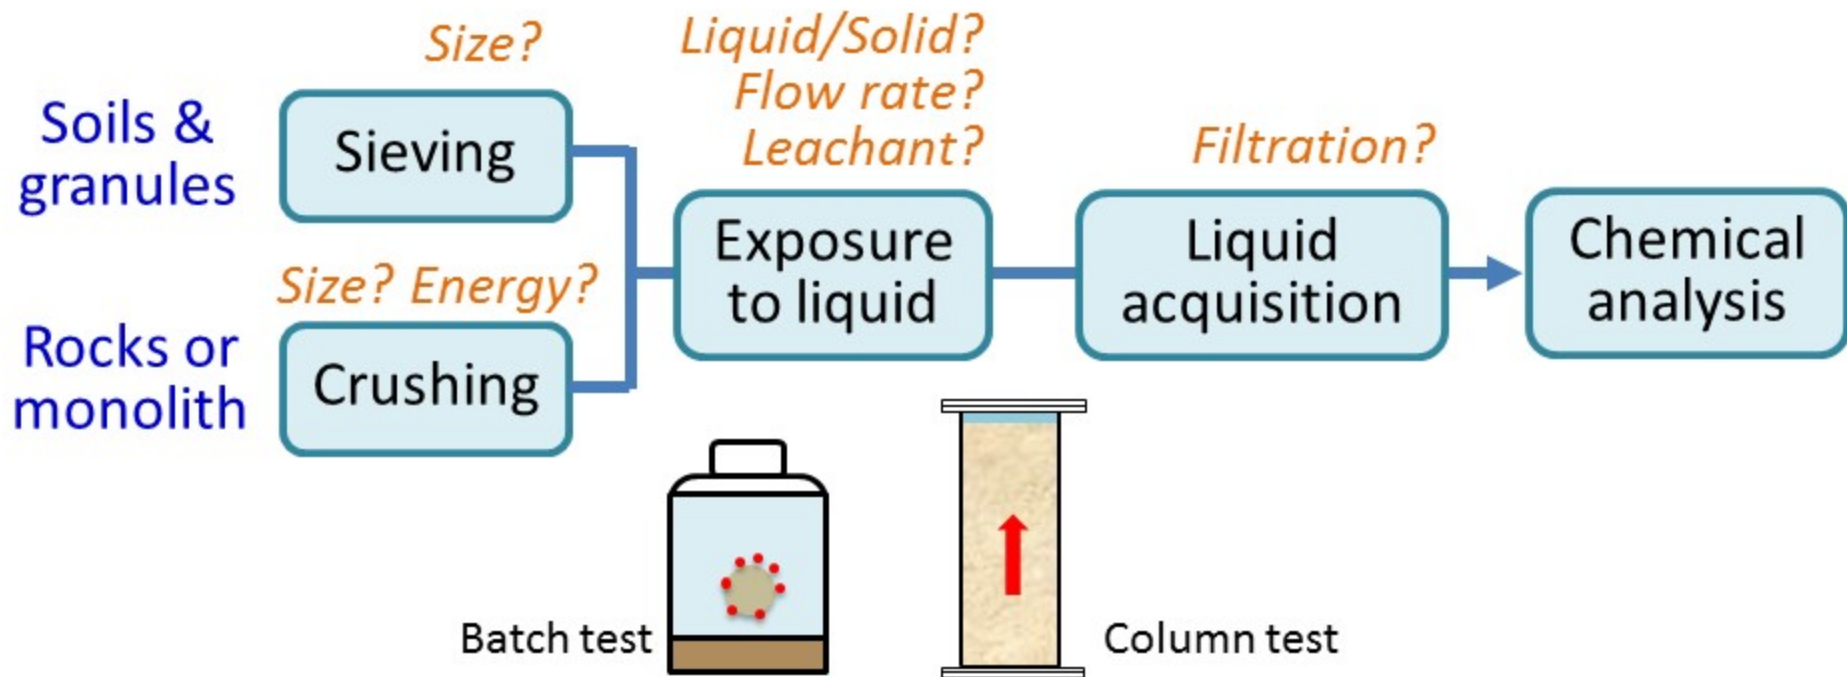 Size?
Soils &
granules
Sieving
Size? Energy?
Rocks or
monolith
Crushing
Liquid/Solid?
Flow rate?
Leachant?
Exposure
to liquid
Filtration?
Liquid
acquisition
Chemical
analysis
Batch test
Column test